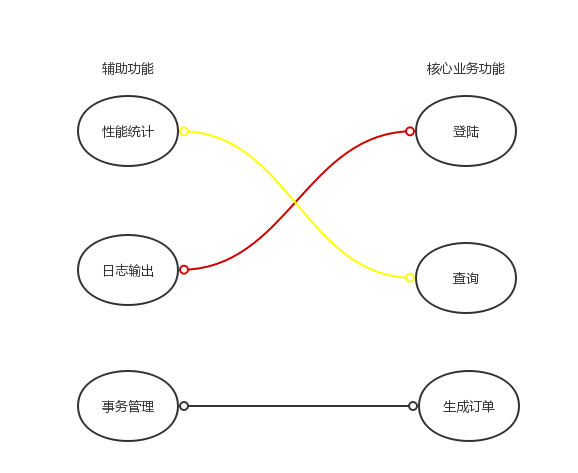 辅助功能
核心业务功能
性能统计
登陆
日志输出
查询
事务管理
生成订单